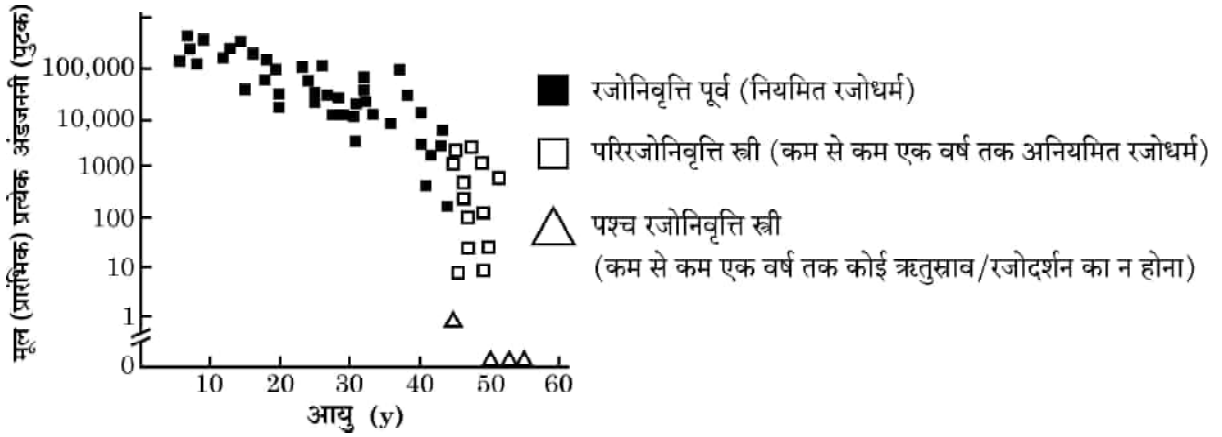 मूल (प्रारंभिक) प्रत्येक अंडजननी (पुटक)
100,000
10,000
1000
100
10
1
0
10 20 30 40 50 60
आयु (y)
रजोनिवृत्ति पूर्व (नियमित रजोधर्म)
परिरजोनिवृत्ति स्त्री (कम से कम एक वर्ष तक अनियमित रजोधर्म)
पश्च रजोनिवृत्ति स्त्री
(कम से कम एक वर्ष तक कोई ऋतुस्राव/रजोदर्शन का न होना)